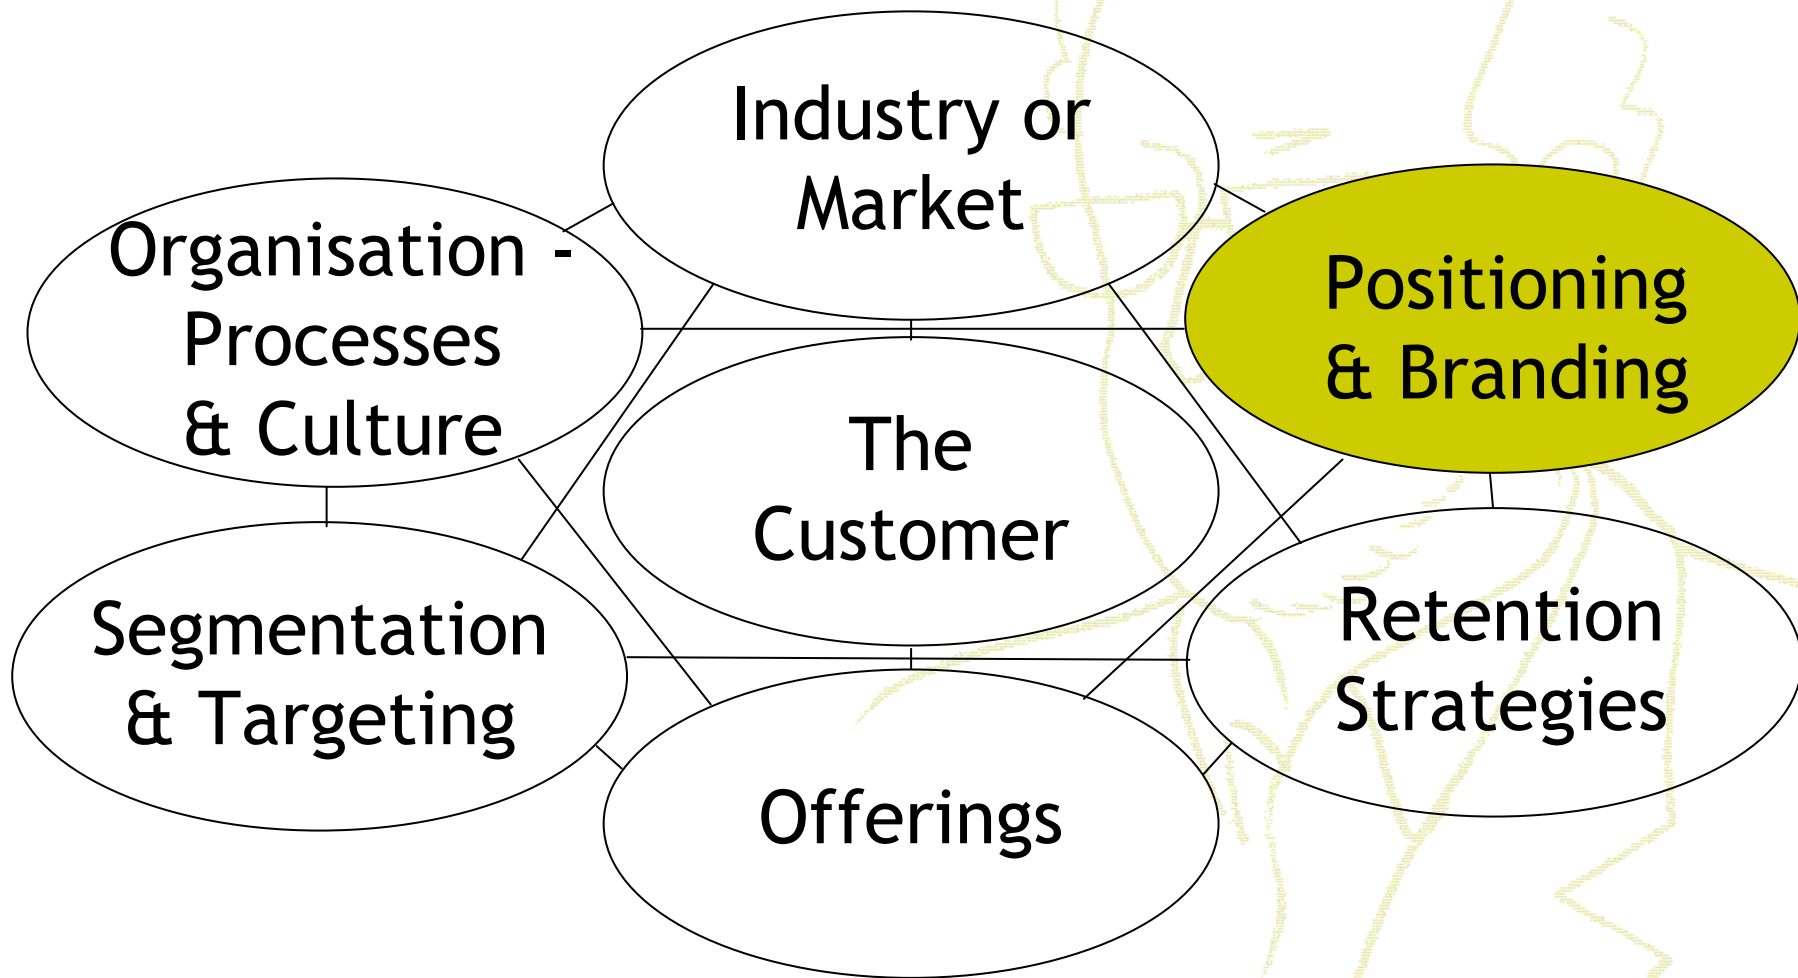 Industry or
Market
Organisation -
Processes
& Culture
Positioning
& Branding
The
Customer
Segmentation
& Targeting
Retention
Strategies
Offerings